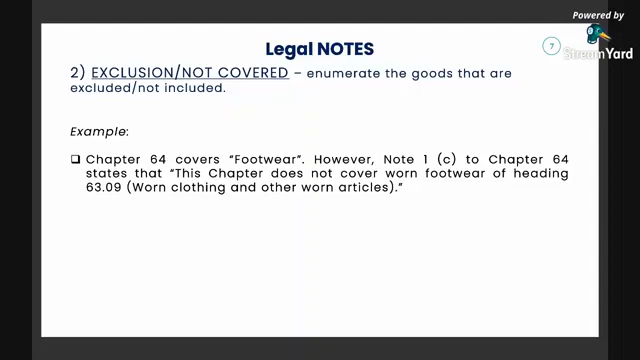 Powered by
StreamYard
7
Legal NOTES
2) EXCLUSION/NOT COVERED – enumerate the goods that are
excluded/not included.
Example:
❑ Chapter 64 covers “Footwear”. However, Note 1 (c) to Chapter 64
states that “This Chapter does not cover worn footwear of heading
63.09 (Worn clothing and other worn articles).”